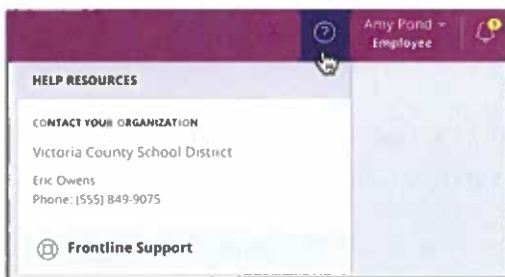 ?
Amy Pond
Employee
HELP RESOURCES
CONTACT YOUR ORGANIZATION
Victoria County School District
Eric Owens
Phone: (555) 849-9075
Frontline Support